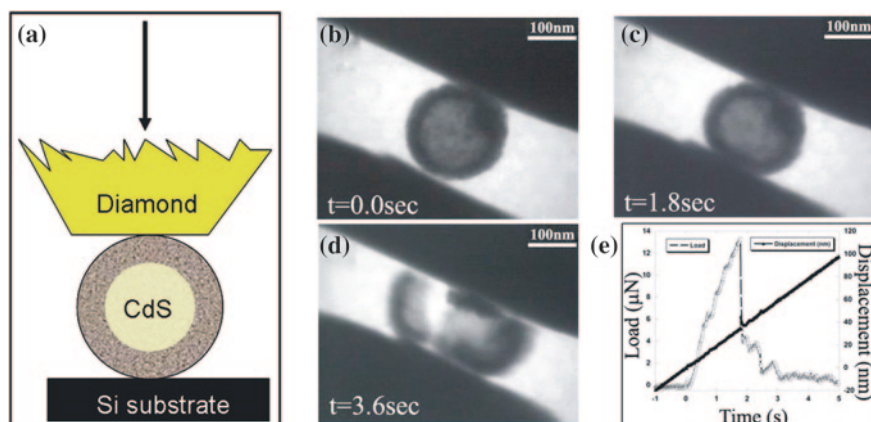 (a)
Diamond
CdS
Si substrate
(b)
100nm
t=0.0sec
(c)
100nm
t=1.8sec
(d)
100nm
t=3.6sec
(e)
Load
Displacement (nm)
Load (μN)
14
12
10
8
6
4
2
0
-1 0 1 2 3 4 5
Time (s)
120
100
80
60
40
20
0
-20
Displacement (nm)